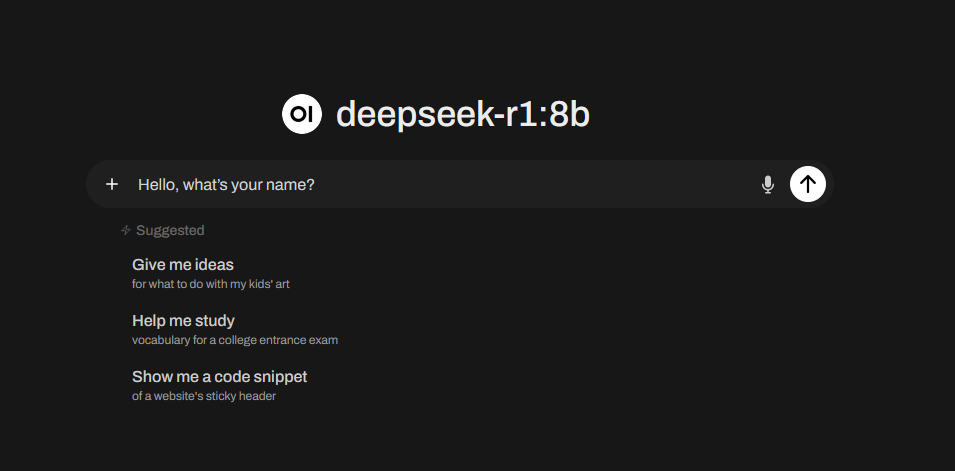 OI deepseek-r1:8b
Hello, what's your name?
Suggested
Give me ideas
for what to do with my kids' art
Help me study
vocabulary for a college entrance exam
Show me a code snippet
of a website's sticky header